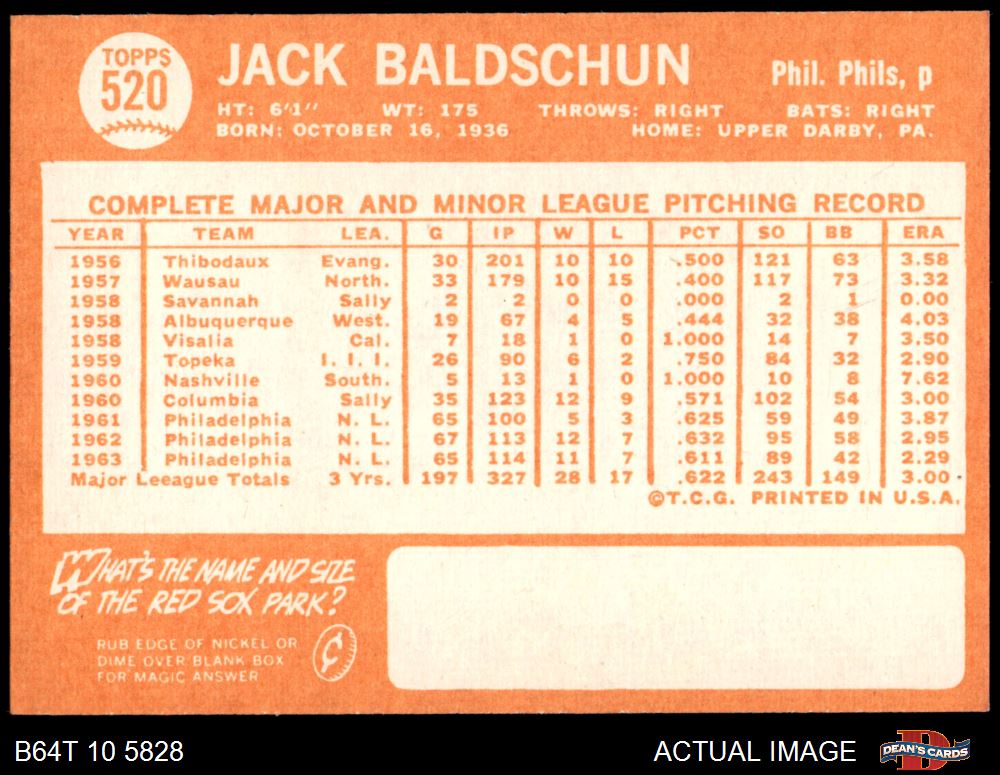 TOPPS
520
JACK BALDSCHUN
Phil. Phils, p
HT: 6'1" WT: 175 THROWS: RIGHT BATS: RIGHT
BORN: OCTOBER 16, 1936 HOME: UPPER DARBY, PA.
COMPLETE MAJOR AND MINOR LEAGUE PITCHING RECORD
YEAR TEAM LEA. G IP W L PCT SO BB ERA
1956 Thibodaux Evang. 30 201 10 10 .500 121 63 3.58
1957 Wausau North. 33 179 10 15 .400 117 73 3.32
1958 Savannah Sally 2 2 0 0 .000 2 1 0.00
1958 Albuquerque West. 19 67 4 5 .444 32 38 4.03
1958 Visalia Cal. 7 18 1 0 1.000 14 7 3.50
1959 Topeka I. I. I. 26 90 6 2 .750 84 32 2.90
1960 Nashville South. 5 13 1 0 1.000 10 8 7.62
1960 Columbia Sally 35 123 12 9 .571 102 54 3.00
1961 Philadelphia N. L. 65 100 5 3 .625 59 49 3.87
1962 Philadelphia N. L. 67 113 12 7 .632 95 58 2.95
1963 Philadelphia N. L. 65 114 11 7 .611 89 42 2.29
Major Leeague Totals 3 Yrs. 197 327 28 17 .622 243 149 3.00
©T.C.G. PRINTED IN U.S.A.
WHAT'S THE NAME AND SIZE
OF THE RED SOX PARK?
RUB EDGE OF NICKEL OR
DIME OVER BLANK BOX
FOR MAGIC ANSWER
¢
B64T 10 5828
ACTUAL IMAGE
DEAN'S CARDS